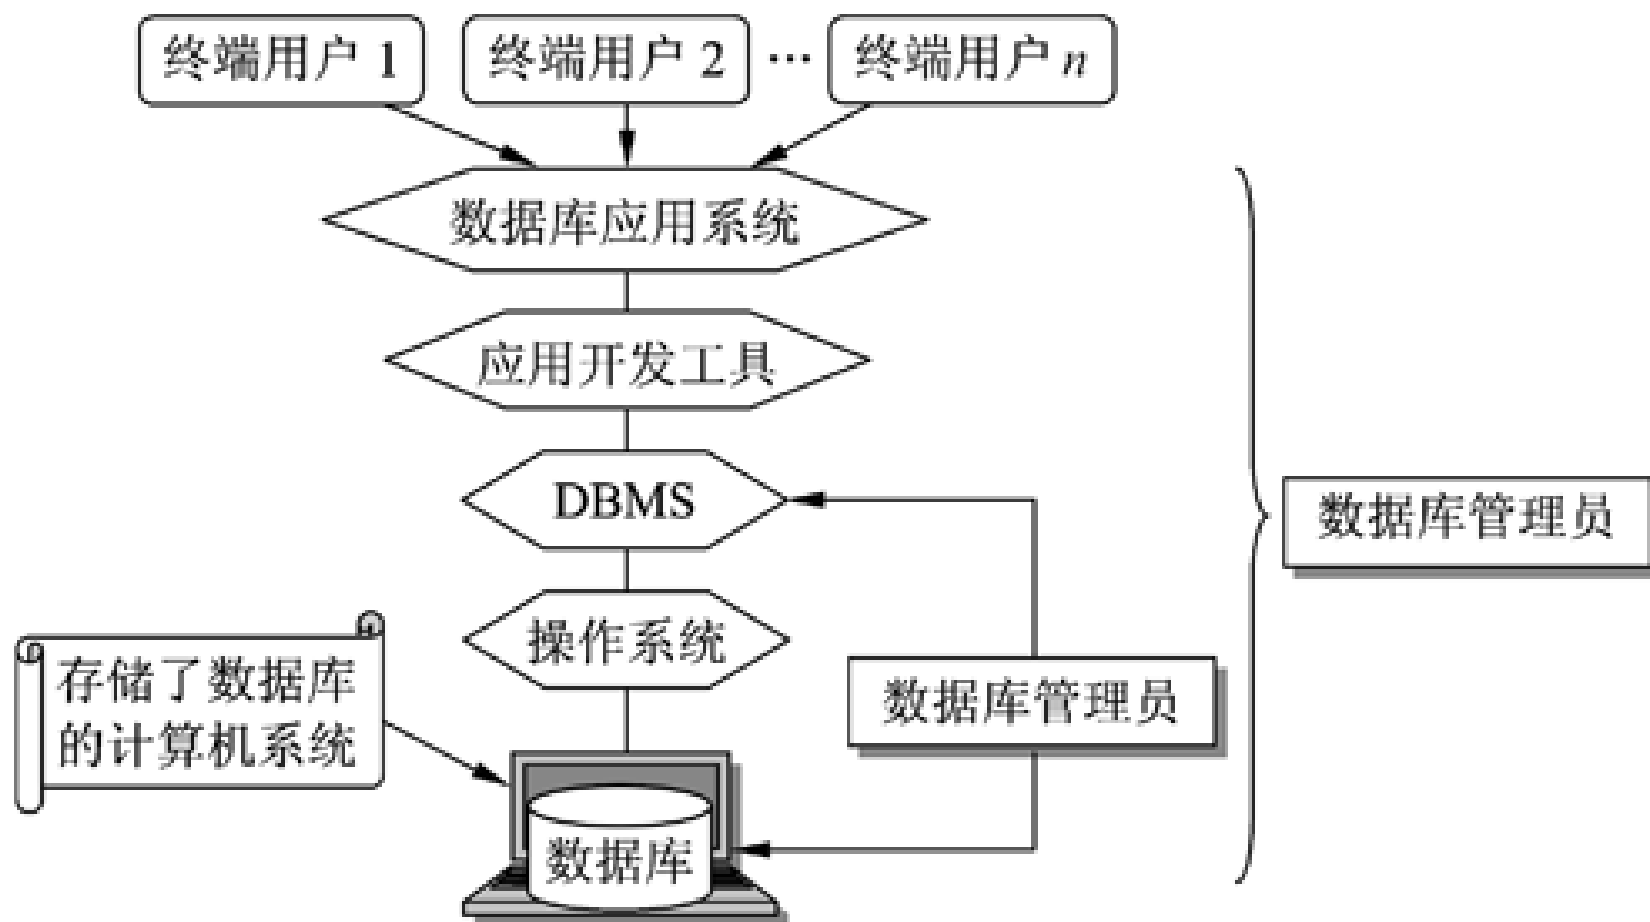 终端用户 1
终端用户 2
…
终端用户 n
数据库应用系统
应用开发工具
DBMS
数据库管理员
操作系统
存储了数据库
的计算机系统
数据库管理员
数据库